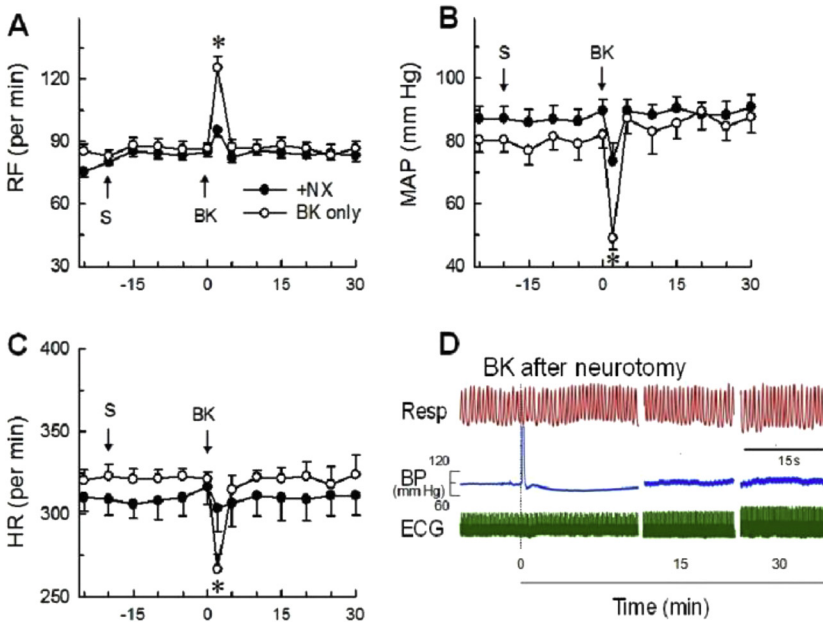 A
RF (per min)
120
90
60
30
*
S
BK
+NX
BK only
-15
0
15
30
B
MAP (mm Hg)
100
80
60
40
S
BK
*
-15
0
15
30
C
HR (per min)
400
350
300
250
S
BK
*
-15
0
15
30
D
BK after neurotomy
Resp
15s
120
BP
(mm Hg)
60
ECG
0
15
30
Time (min)